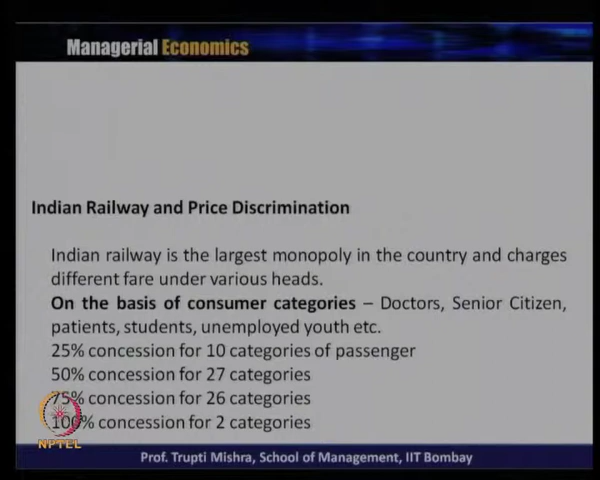 Managerial Economics
Indian Railway and Price Discrimination
Indian railway is the largest monopoly in the country and charges
different fare under various heads.
On the basis of consumer categories – Doctors, Senior Citizen,
patients, students, unemployed youth etc.
25% concession for 10 categories of passenger
50% concession for 27 categories
75% concession for 26 categories
100% concession for 2 categories
NPTEL
Prof. Trupti Mishra, School of Management, IIT Bombay